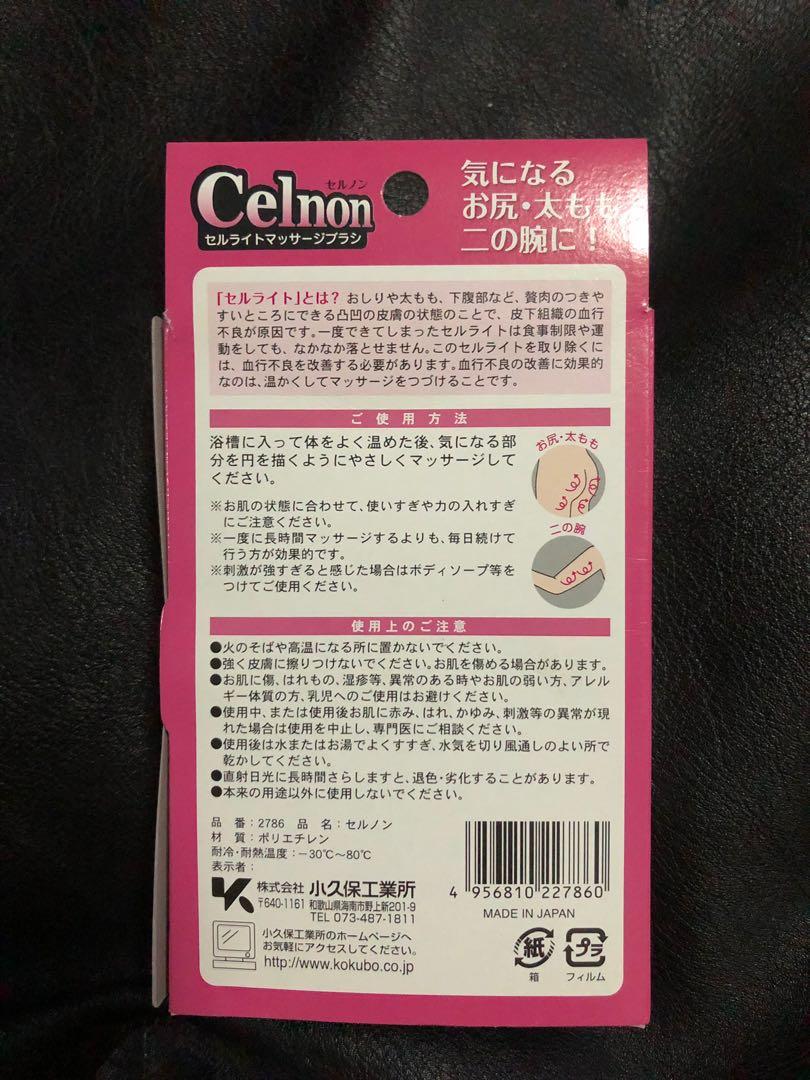 セルノン
Celnon
セルライトマッサージブラシ
気になる
お尻・太もも
二の腕に!
「セルライト」とは? おしりや太もも、下腹部など、贅肉のつきや
すいところにできる凸凹の皮膚の状態のことで、皮下組織の血行
不良が原因です。一度できてしまったセルライトは食事制限や運
動をしても、なかなか落とせません。このセルライトを取り除くに
は、血行不良を改善する必要があります。血行不良の改善に効果的
なのは、温かくしてマッサージをつづけることです。
ご使用方法
浴槽に入って体をよく温めた後、気になる部
分を円を描くようにやさしくマッサージして
ください。
お尻・太もも
※お肌の状態に合わせて、使いすぎや力の入れすぎ
にご注意ください。
※一度に長時間マッサージするよりも、毎日続けて
行う方が効果的です。
※刺激が強すぎると感じた場合はボディソープ等を
つけてご使用ください。
二の腕
使用上のご注意
●火のそばや高温になる所に置かないでください。
●強く皮膚に擦りつけないでください。お肌を傷める場合があります。
●お肌に傷、はれもの、湿疹等、異常のある時やお肌の弱い方、アレル
ギー体質の方、乳児へのご使用はお避けください。
●使用中、または使用後お肌に赤み、はれ、かゆみ、刺激等の異常が現
れた場合は使用を中止し、専門医にご相談ください。
●使用後は水またはお湯でよくすすぎ、水気を切り風通しのよい所で
乾かしてください。
●直射日光に長時間さらしますと、退色・劣化することがあります。
●本来の用途以外に使用しないでください。
品番:2786 品名:セルノン
材質:ポリエチレン
耐冷・耐熱温度:−30℃〜80℃
表示者:
株式会社 小久保工業所
〒640-1161 和歌山県海南市野上新201-9
TEL 073-487-1811
小久保工業所のホームページへ
お気軽にアクセスしてください。
http://www.kokubo.co.jp
4 956810 227860
MADE IN JAPAN
紙
箱
プラ
フィルム